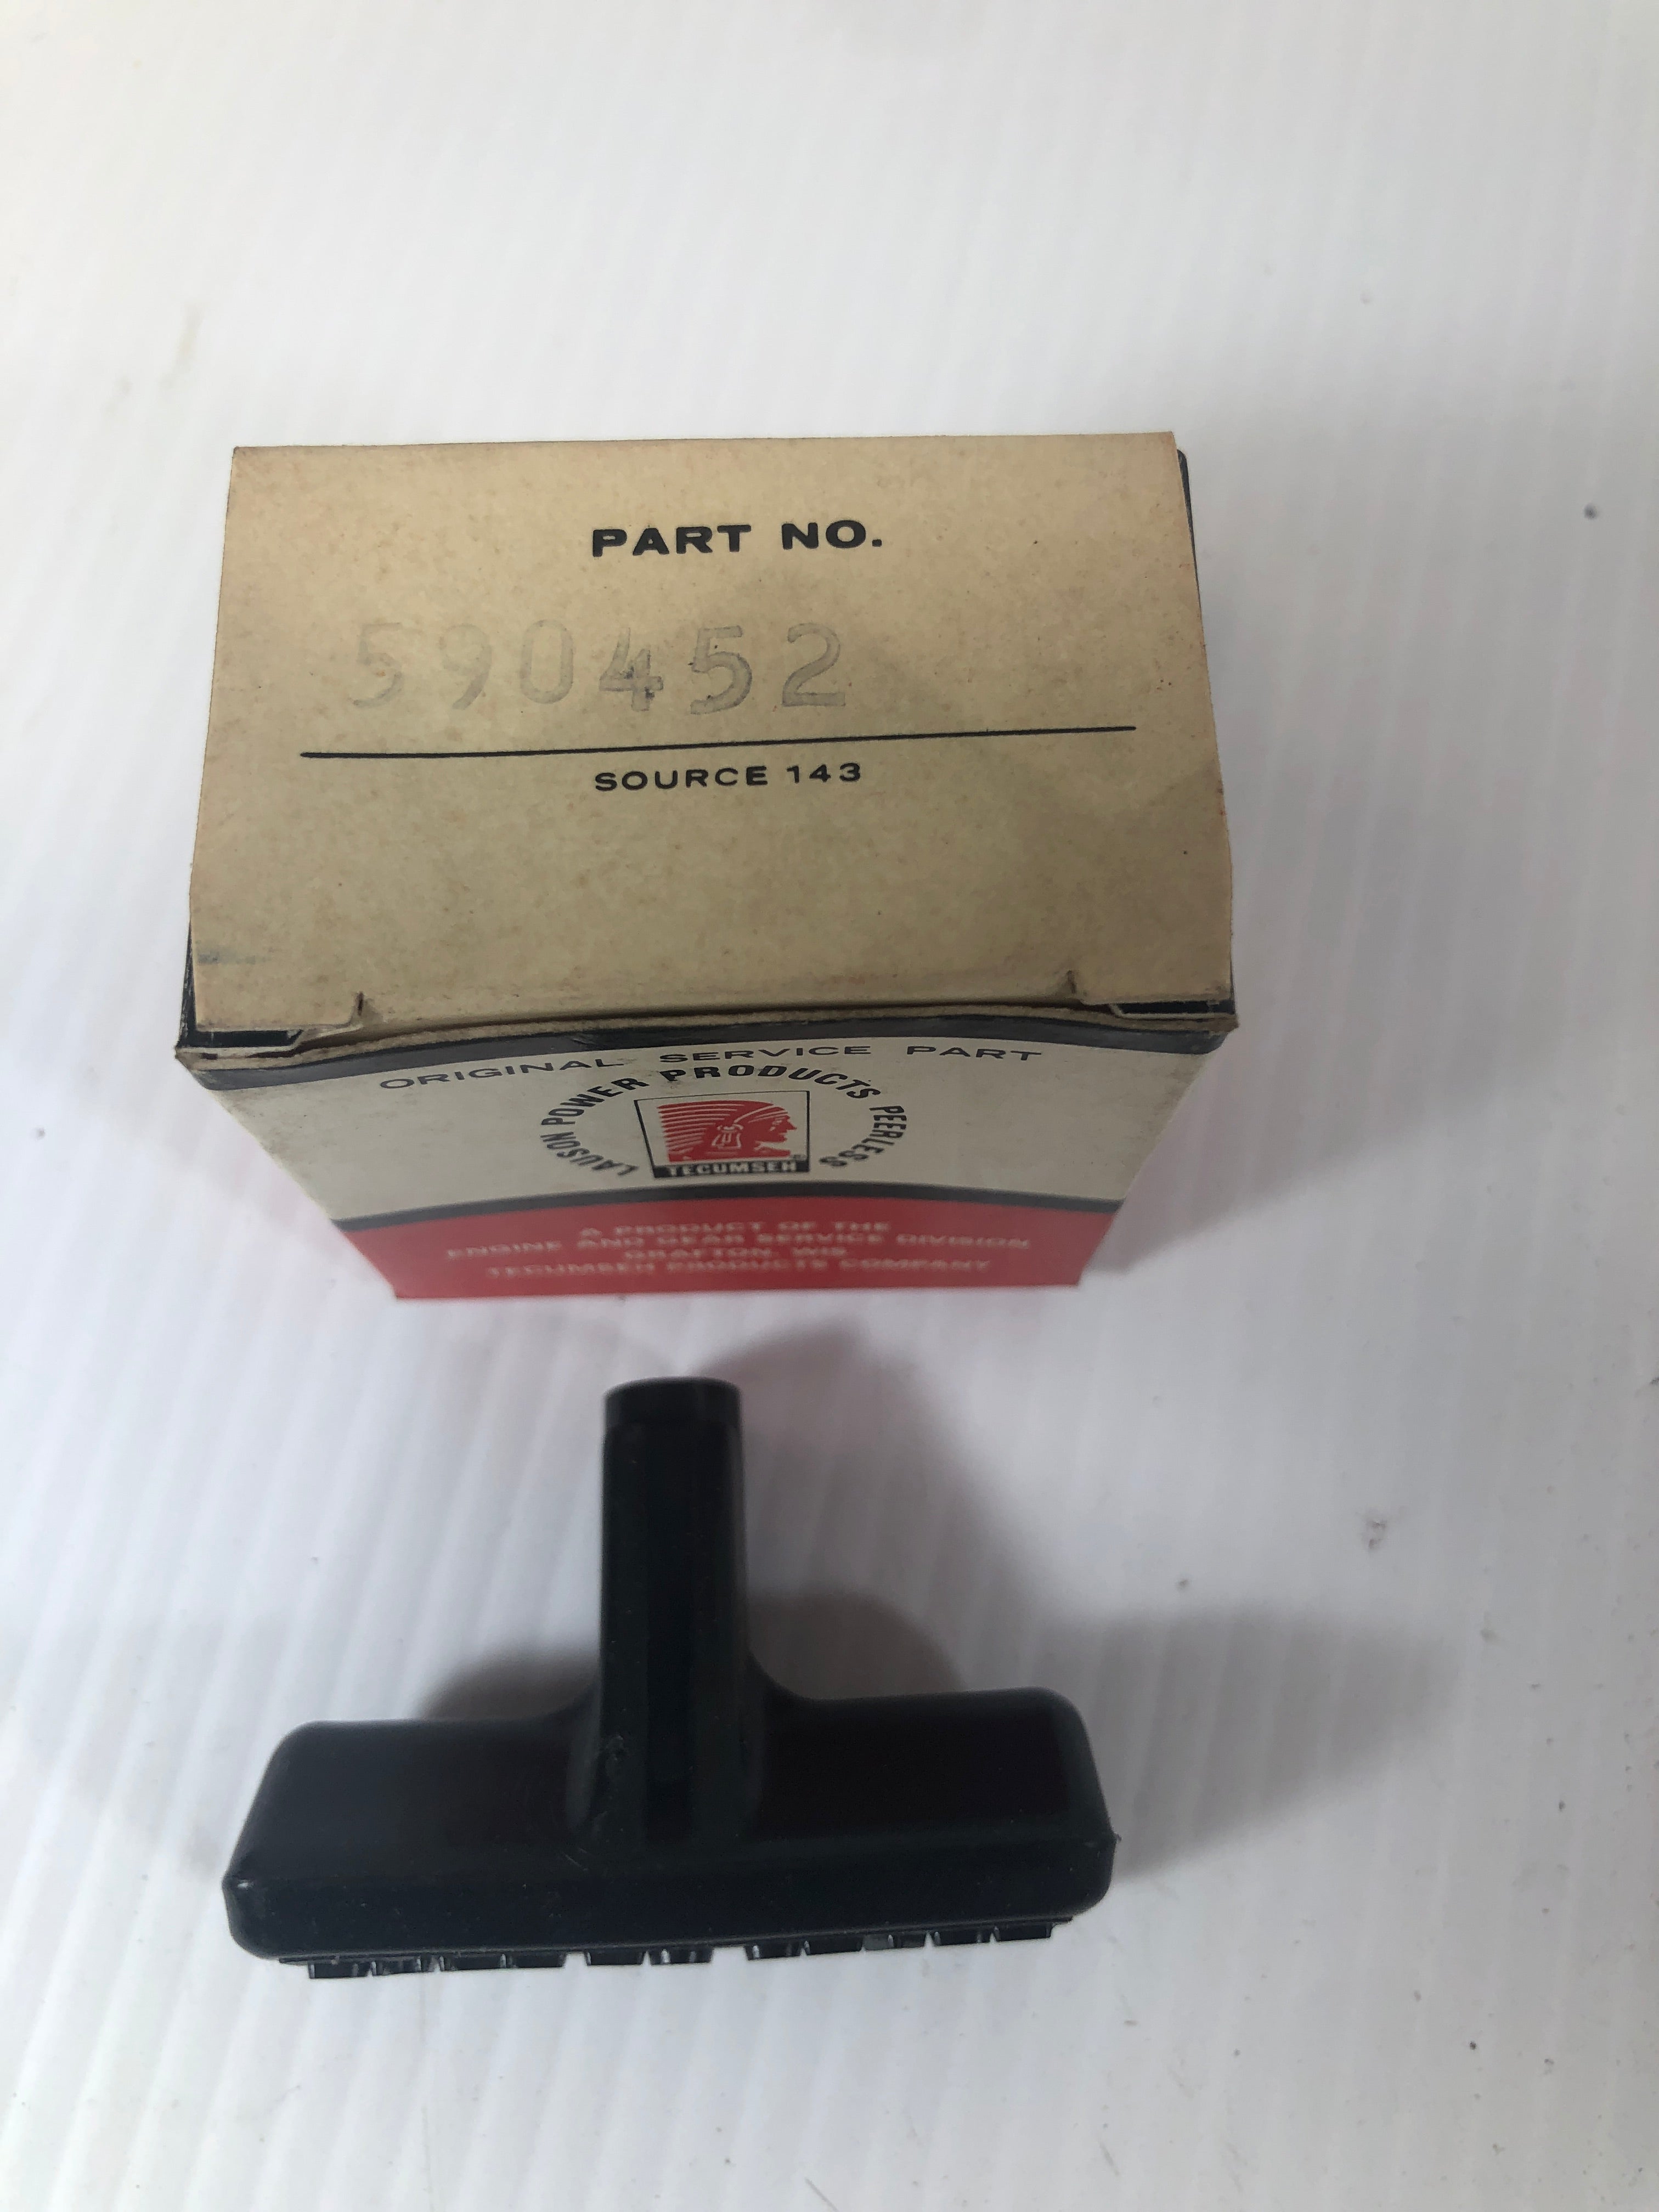 PART NO.
590452
SOURCE 143
ORIGINAL SERVICE PART
LAUSON POWER PRODUCTS PEERLESS
TECUMSEH
A PRODUCT OF THE
ENGINE AND GEAR SERVICE DIVISION
GRAFTON, WIS
TECUMSEH PRODUCTS COMPANY